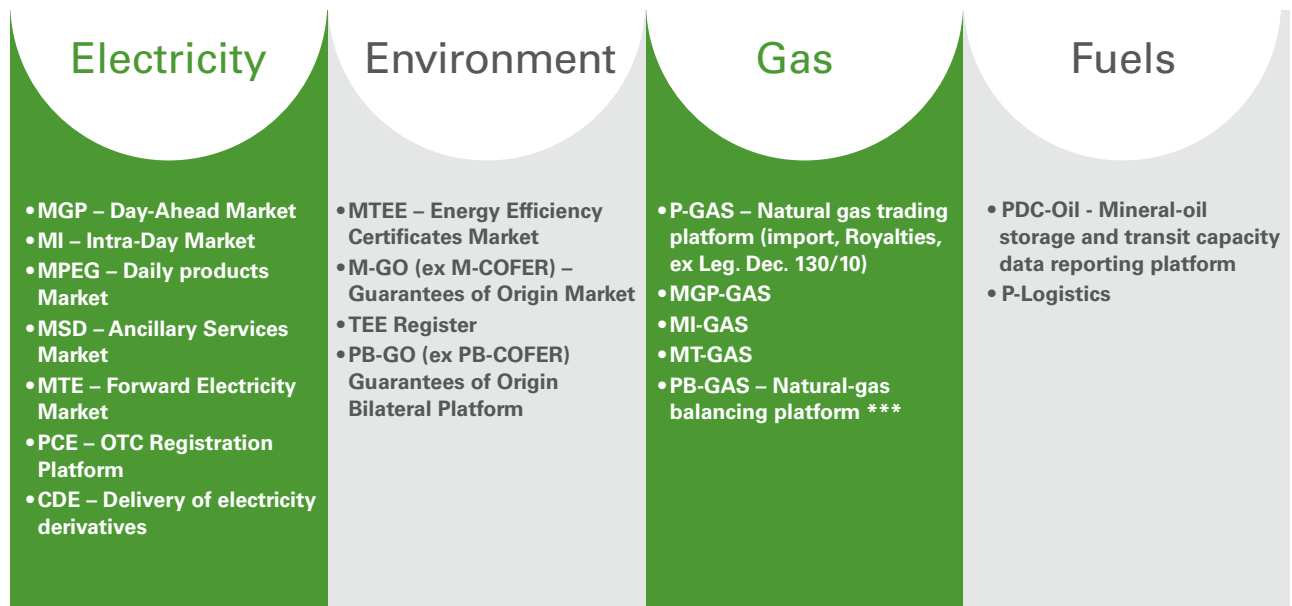 Electricity
• MGP – Day-Ahead Market
• MI – Intra-Day Market
• MPEG – Daily products
Market
• MSD – Ancillary Services
Market
• MTE – Forward Electricity
Market
• PCE – OTC Registration
Platform
• CDE – Delivery of electricity
derivatives
Environment
• MTEE – Energy Efficiency
Certificates Market
• M-GO (ex M-COFER) –
Guarantees of Origin Market
• TEE Register
• PB-GO (ex PB-COFER)
Guarantees of Origin
Bilateral Platform
Gas
• P-GAS – Natural gas trading
platform (import, Royalties,
ex Leg. Dec. 130/10)
• MGP-GAS
• MI-GAS
• MT-GAS
• PB-GAS – Natural-gas
balancing platform ***
Fuels
• PDC-Oil - Mineral-oil
storage and transit capacity
data reporting platform
• P-Logistics